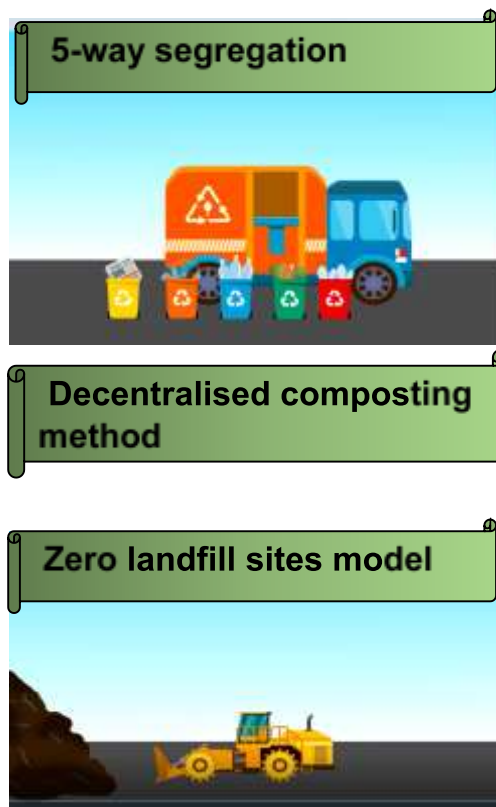 5-way segregation
Decentralised composting
method
Zero landfill sites model